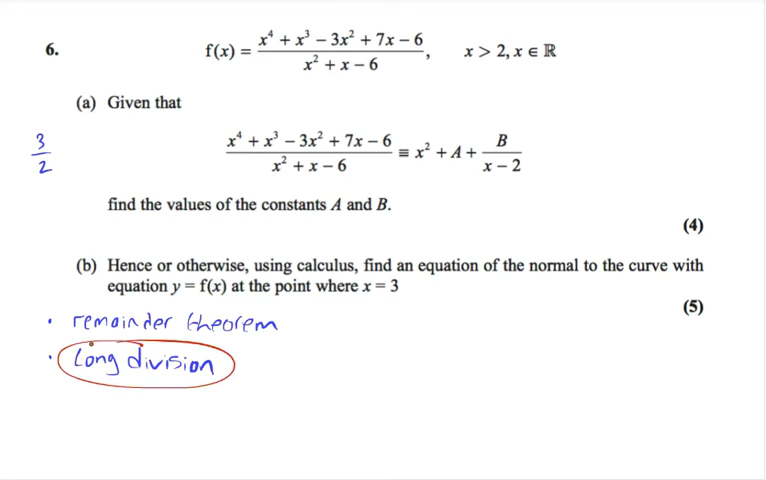 6. f(x) = (x⁴ + x³ − 3x² + 7x − 6)/(x² + x − 6), x > 2, x ∈ ℝ
(a) Given that
3/2
(x⁴ + x³ − 3x² + 7x − 6)/(x² + x − 6) ≡ x² + A + B/(x − 2)
find the values of the constants A and B.
(4)
(b) Hence or otherwise, using calculus, find an equation of the normal to the curve with
equation y = f(x) at the point where x = 3
(5)
· remainder theorem
· long division